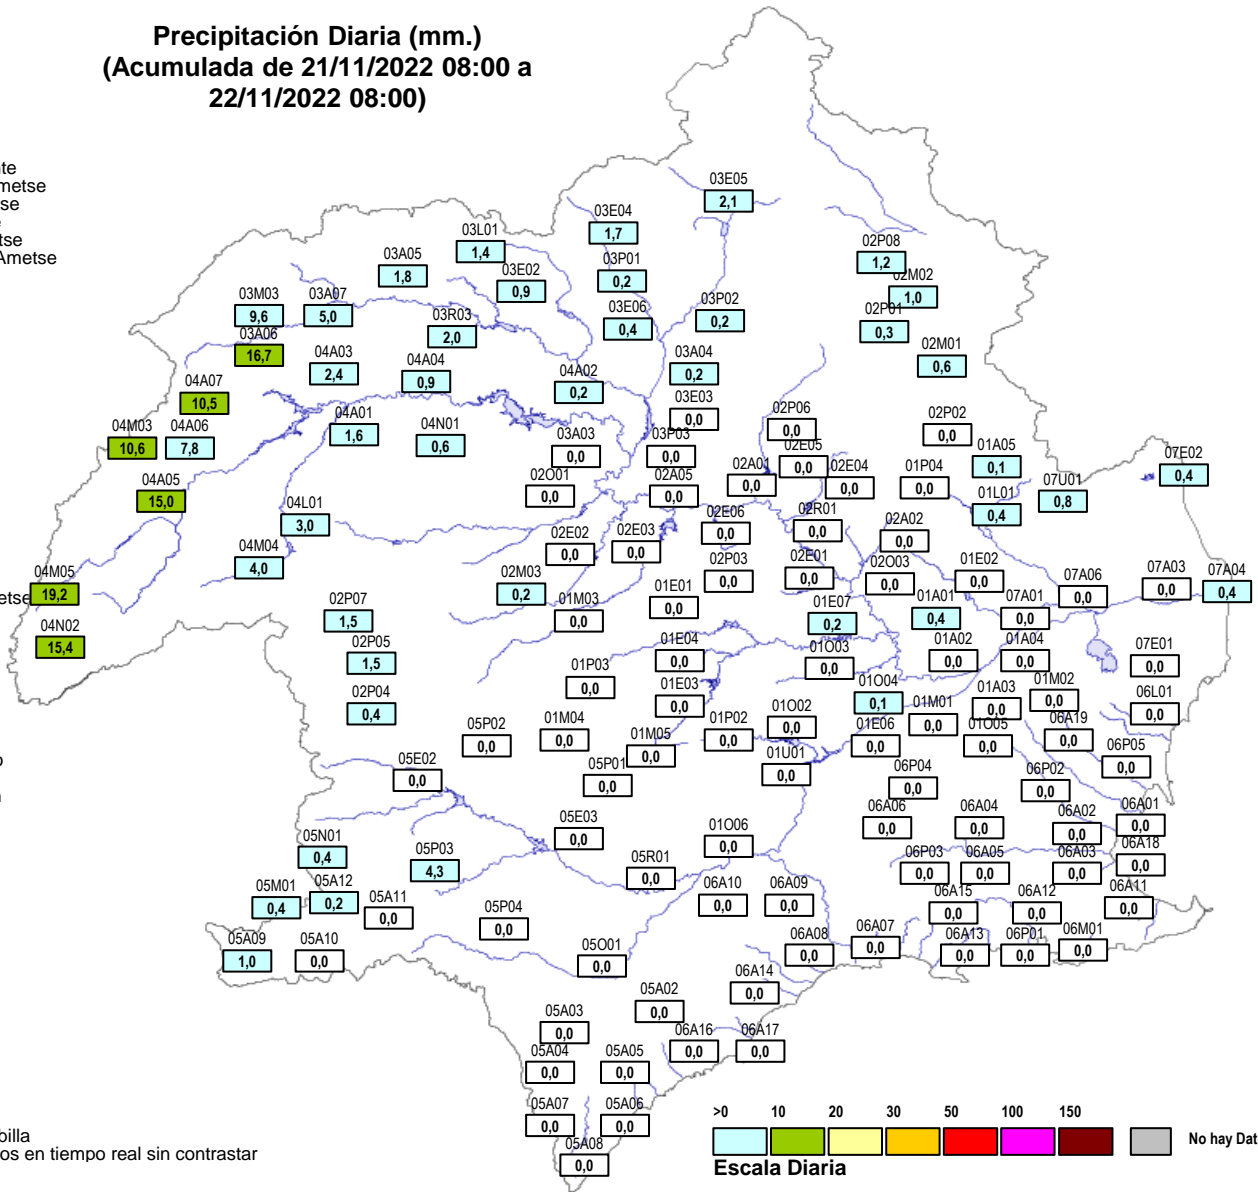 Precipitación Diaria (mm.)
(Acumulada de 21/11/2022 08:00 a
22/11/2022 08:00)
nte
metse
tse
e
tse
Ametse
03E05
2,1
03E04
1,7
03L01
1,4
02P08
1,2
03A05
1,8
03P01
0,2
03E02
0,9
02M02
1,0
03M03
9,6
03A07
5,0
03P02
0,2
03E06
0,4
02P01
0,3
03R03
2,0
03A06
16,7
02M01
0,6
04A03
2,4
04A04
0,9
03A04
0,2
04A02
0,2
04A07
10,5
03E03
0,0
04M03
10,6
04A06
7,8
04A01
1,6
04N01
0,6
02P06
0,0
02P02
0,0
03A03
0,0
03P03
0,0
02E05
0,0
01A05
0,1
07E02
0,4
04A05
15,0
02O01
0,0
02A05
0,0
02A01
0,0
02E04
0,0
01P04
0,0
07U01
0,8
01L01
0,4
04L01
3,0
02E06
0,0
02R01
0,0
02A02
0,0
02E02
0,0
02E03
0,0
04M04
4,0
02P03
0,0
02E01
0,0
02O03
0,0
01E02
0,0
04M05
etse
19,2
02M03
0,2
07A06
0,0
07A03
0,0
07A04
0,4
01M03
0,0
01E01
0,0
02P07
1,5
01E07
0,2
01A01
0,4
07A01
0,0
04N02
15,4
02P05
1,5
01E04
0,0
01O03
0,0
01A02
0,0
01A04
0,0
07E01
0,0
01P03
0,0
01E03
0,0
01O04
0,1
01A03
0,0
01M02
0,0
06L01
0,0
02P04
0,4
05P02
0,0
01M04
0,0
01P02
0,0
01O02
0,0
01M01
0,0
01E06
0,0
01O05
0,0
06A19
0,0
01M05
0,0
06P05
0,0
o
05E02
0,0
05P01
0,0
01U01
0,0
06P04
0,0
06P02
0,0
06A06
0,0
06A04
0,0
06A02
0,0
06A01
0,0
05E03
0,0
01O06
0,0
05N01
0,4
05P03
4,3
05R01
0,0
06P03
0,0
06A05
0,0
06A03
0,0
06A18
0,0
05M01
0,4
05A12
0,2
05A11
0,0
06A10
0,0
06A09
0,0
06A15
0,0
06A12
0,0
06A11
0,0
05P04
0,0
05A09
1,0
05A10
0,0
05O01
0,0
06A08
0,0
06A07
0,0
06A13
0,0
06P01
0,0
06M01
0,0
06A14
0,0
05A02
0,0
05A03
0,0
06A16
0,0
06A17
0,0
05A04
0,0
05A05
0,0
05A07
0,0
05A06
0,0
05A08
0,0
billa
os en tiempo real sin contrastar
>0 10 20 30 50 100 150
No hay Dat
Escala Diaria